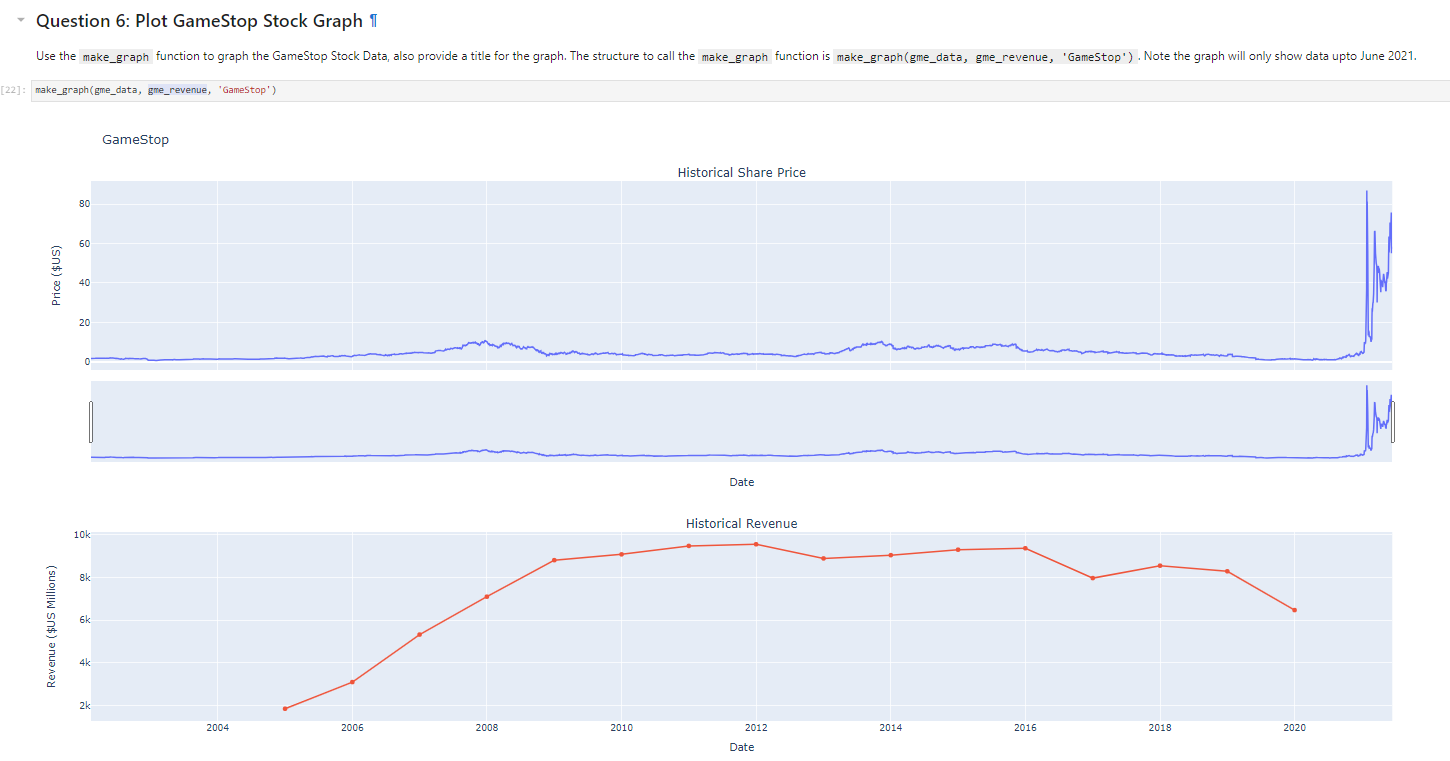 Question 6: Plot GameStop Stock Graph ¶
Use the make_graph function to graph the GameStop Stock Data, also provide a title for the graph. The structure to call the make_graph function is make_graph(gme_data, gme_revenue, 'GameStop'). Note the graph will only show data upto June 2021.
[22]: make_graph(gme_data, gme_revenue, 'GameStop')
GameStop
Historical Share Price
80
60
40
20
0
Price ($US)
Date
Historical Revenue
10k
8k
6k
4k
2k
Revenue ($US Millions)
2004 2006 2008 2010 2012 2014 2016 2018 2020
Date